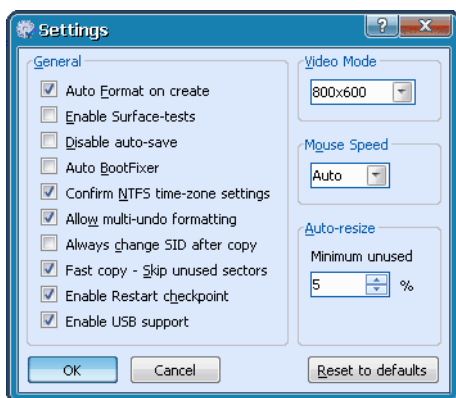 Settings
General
Auto Format on create
Enable Surface-tests
Disable auto-save
Auto BootFixer
Confirm NTFS time-zone settings
Allow multi-undo formatting
Always change SID after copy
Fast copy - Skip unused sectors
Enable Restart checkpoint
Enable USB support
Video Mode
800x600
Mouse Speed
Auto
Auto-resize
Minimum unused
5 %
OK Cancel Reset to defaults